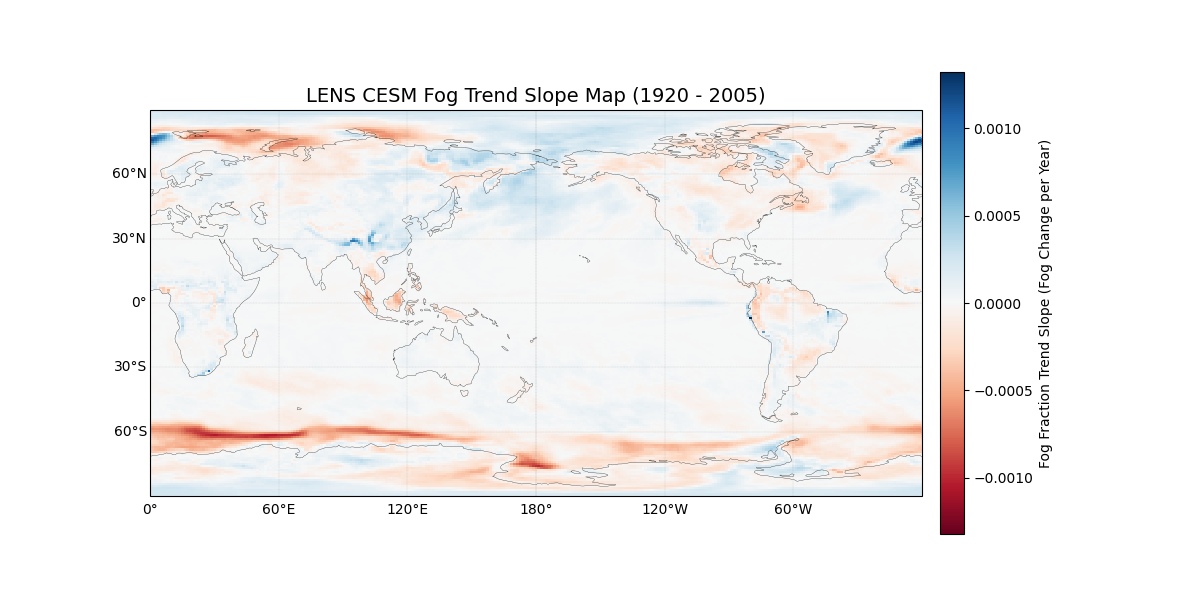 LENS CESM Fog Trend Slope Map (1920 - 2005)
60°N
30°N
0°
30°S
60°S
0°
60°E
120°E
180°
120°W
60°W
0.0010
0.0005
0.0000
−0.0005
−0.0010
Fog Fraction Trend Slope (Fog Change per Year)